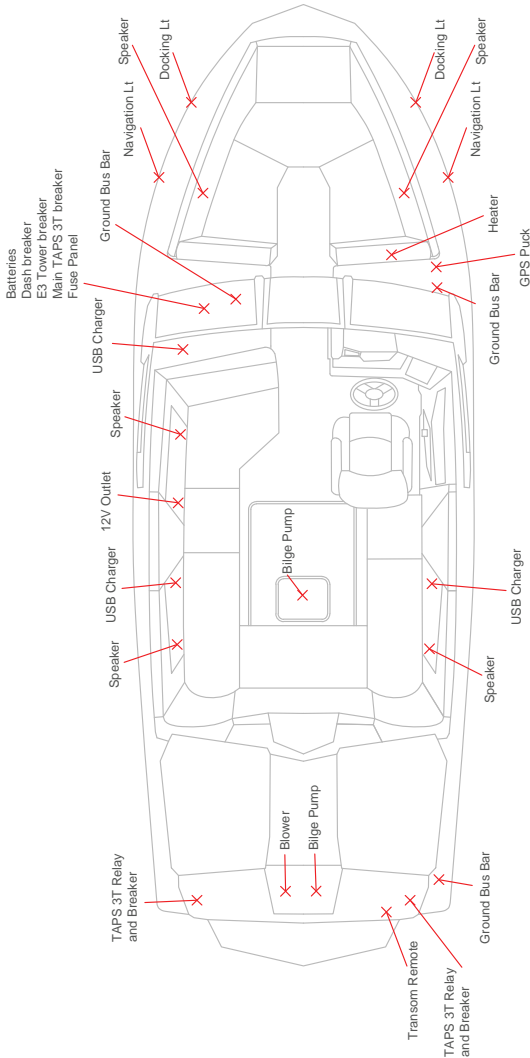 Speaker
Docking Lt
Navigation Lt
Ground Bus Bar
Batteries
Dash breaker
E3 Tower breaker
Main TAPS 3T breaker
Fuse Panel
USB Charger
Speaker
12V Outlet
USB Charger
Speaker
TAPS 3T Relay
and Breaker
Bilge Pump
Blower
Bilge Pump
Docking Lt
Speaker
Navigation Lt
Heater
GPS Puck
Ground Bus Bar
USB Charger
Speaker
Ground Bus Bar
Transom Remote
TAPS 3T Relay
and Breaker